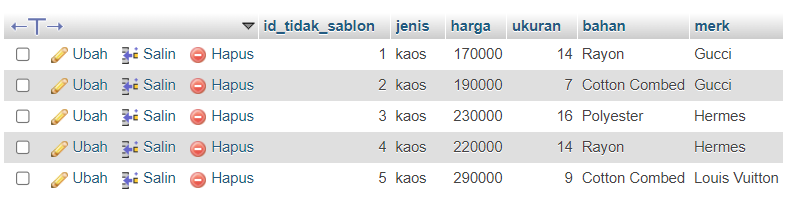 ←T→ id_tidak_sablon jenis harga ukuran bahan merk
Ubah Salin Hapus 1 kaos 170000 14 Rayon Gucci
Ubah Salin Hapus 2 kaos 190000 7 Cotton Combed Gucci
Ubah Salin Hapus 3 kaos 230000 16 Polyester Hermes
Ubah Salin Hapus 4 kaos 220000 14 Rayon Hermes
Ubah Salin Hapus 5 kaos 290000 9 Cotton Combed Louis Vuitton